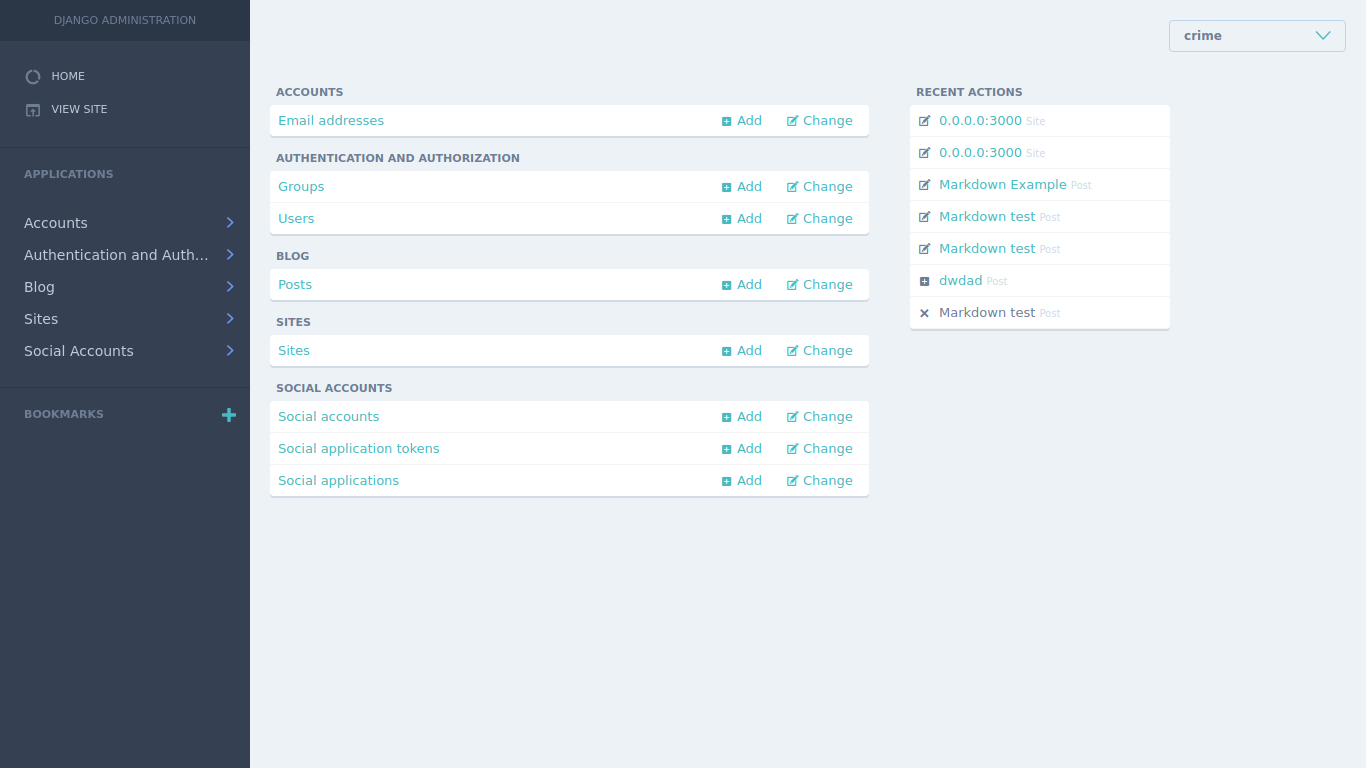 DJANGO ADMINISTRATION
HOME
VIEW SITE
APPLICATIONS
Accounts
Authentication and Auth...
Blog
Sites
Social Accounts
BOOKMARKS
crime
ACCOUNTS
Email addresses Add Change
AUTHENTICATION AND AUTHORIZATION
Groups Add Change
Users Add Change
BLOG
Posts Add Change
SITES
Sites Add Change
SOCIAL ACCOUNTS
Social accounts Add Change
Social application tokens Add Change
Social applications Add Change
RECENT ACTIONS
0.0.0.0:3000 Site
0.0.0.0:3000 Site
Markdown Example Post
Markdown test Post
Markdown test Post
dwdad Post
Markdown test Post